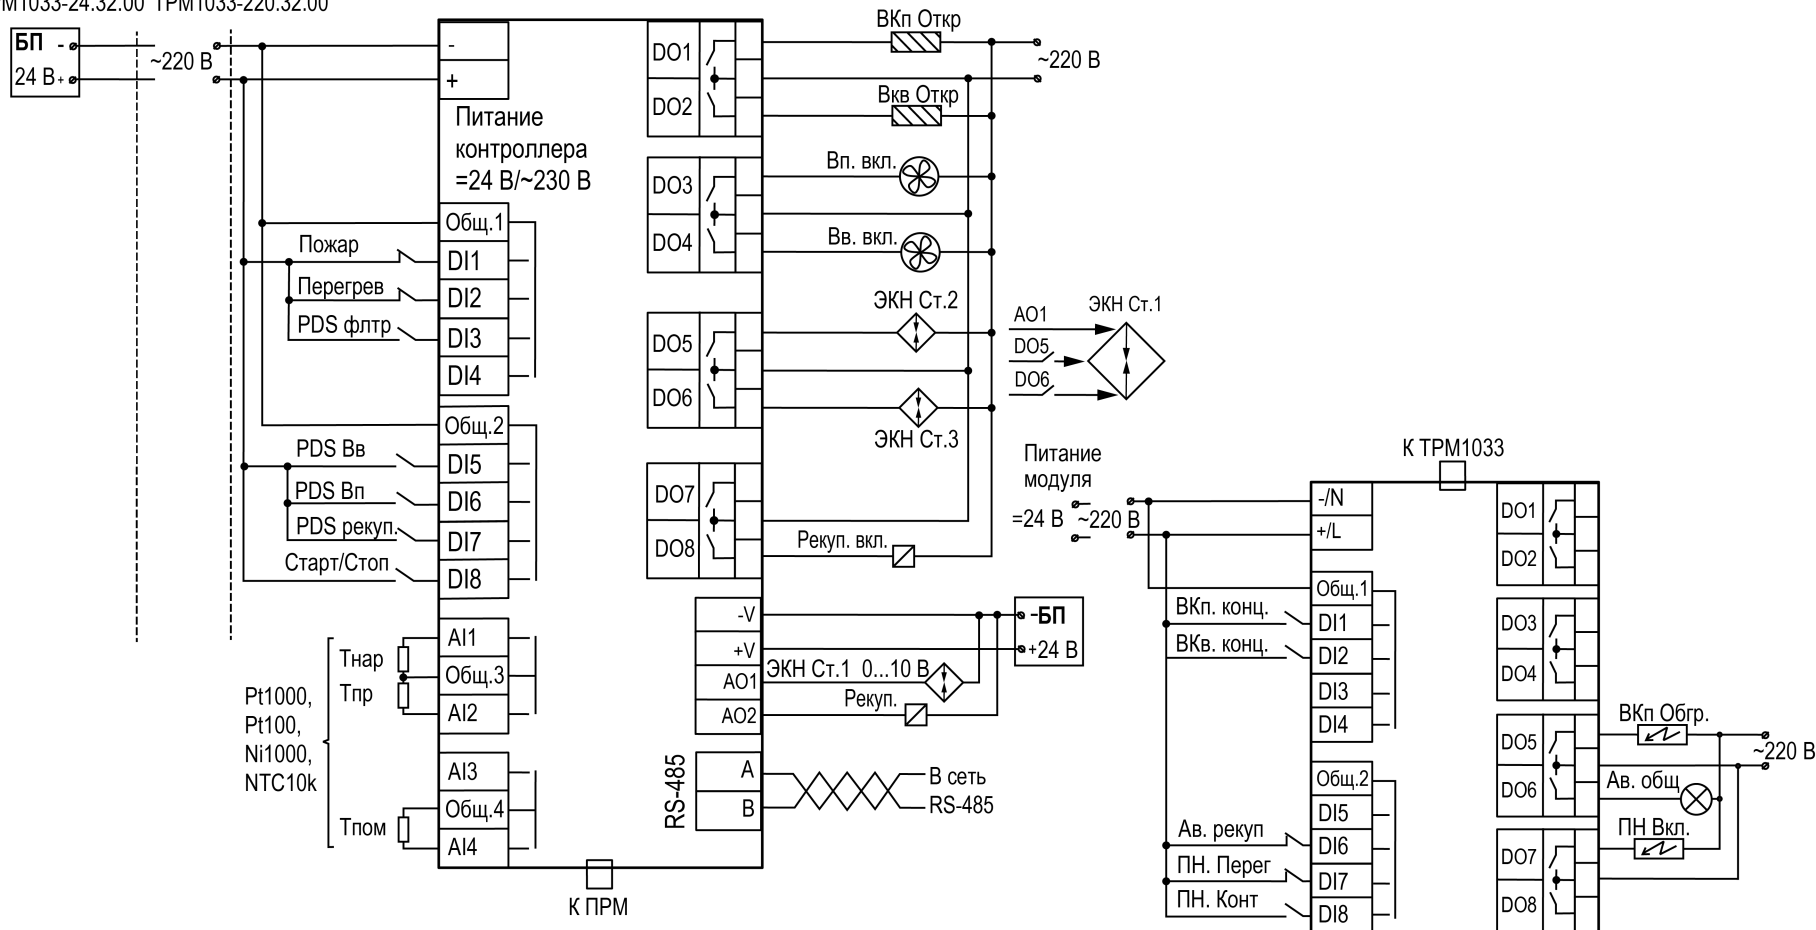 М1033-24.32.00 ТРМ1033-220.32.00
БП -
24 В +
~220 В
-
+
Питание
контроллера
=24 В/~230 В
Общ.1
Пожар
DI1
Перегрев
DI2
PDS флтр
DI3
DI4
Общ.2
PDS Вв
DI5
PDS Вп
DI6
PDS рекуп.
DI7
Старт/Стоп
DI8
AI1
Тнар
Общ.3
Тпр
AI2
Pt1000,
Pt100,
Ni1000,
NTC10k
AI3
Общ.4
Тпом
AI4
К ПРМ
DO1
DO2
DO3
DO4
DO5
DO6
DO7
DO8
ВКп Откр
~220 В
Вкв Откр
Вп. вкл.
Вв. вкл.
ЭКН Ст.2
ЭКН Ст.3
Рекуп. вкл.
AO1
DO5
DO6
ЭКН Ст.1
-V
+V
AO1
AO2
-БП
+24 В
ЭКН Ст.1 0...10 В
Рекуп.
RS-485
A
B
В сеть
RS-485
К ТРМ1033
Питание
модуля
=24 В ~220 В
-/N
+/L
Общ.1
ВКп. конц.
DI1
ВКв. конц.
DI2
DI3
DI4
Общ.2
DI5
Ав. рекуп
DI6
ПН. Перег
DI7
ПН. Конт
DI8
DO1
DO2
DO3
DO4
DO5
DO6
DO7
DO8
ВКп Обгр.
~220 В
Ав. общ
ПН Вкл.